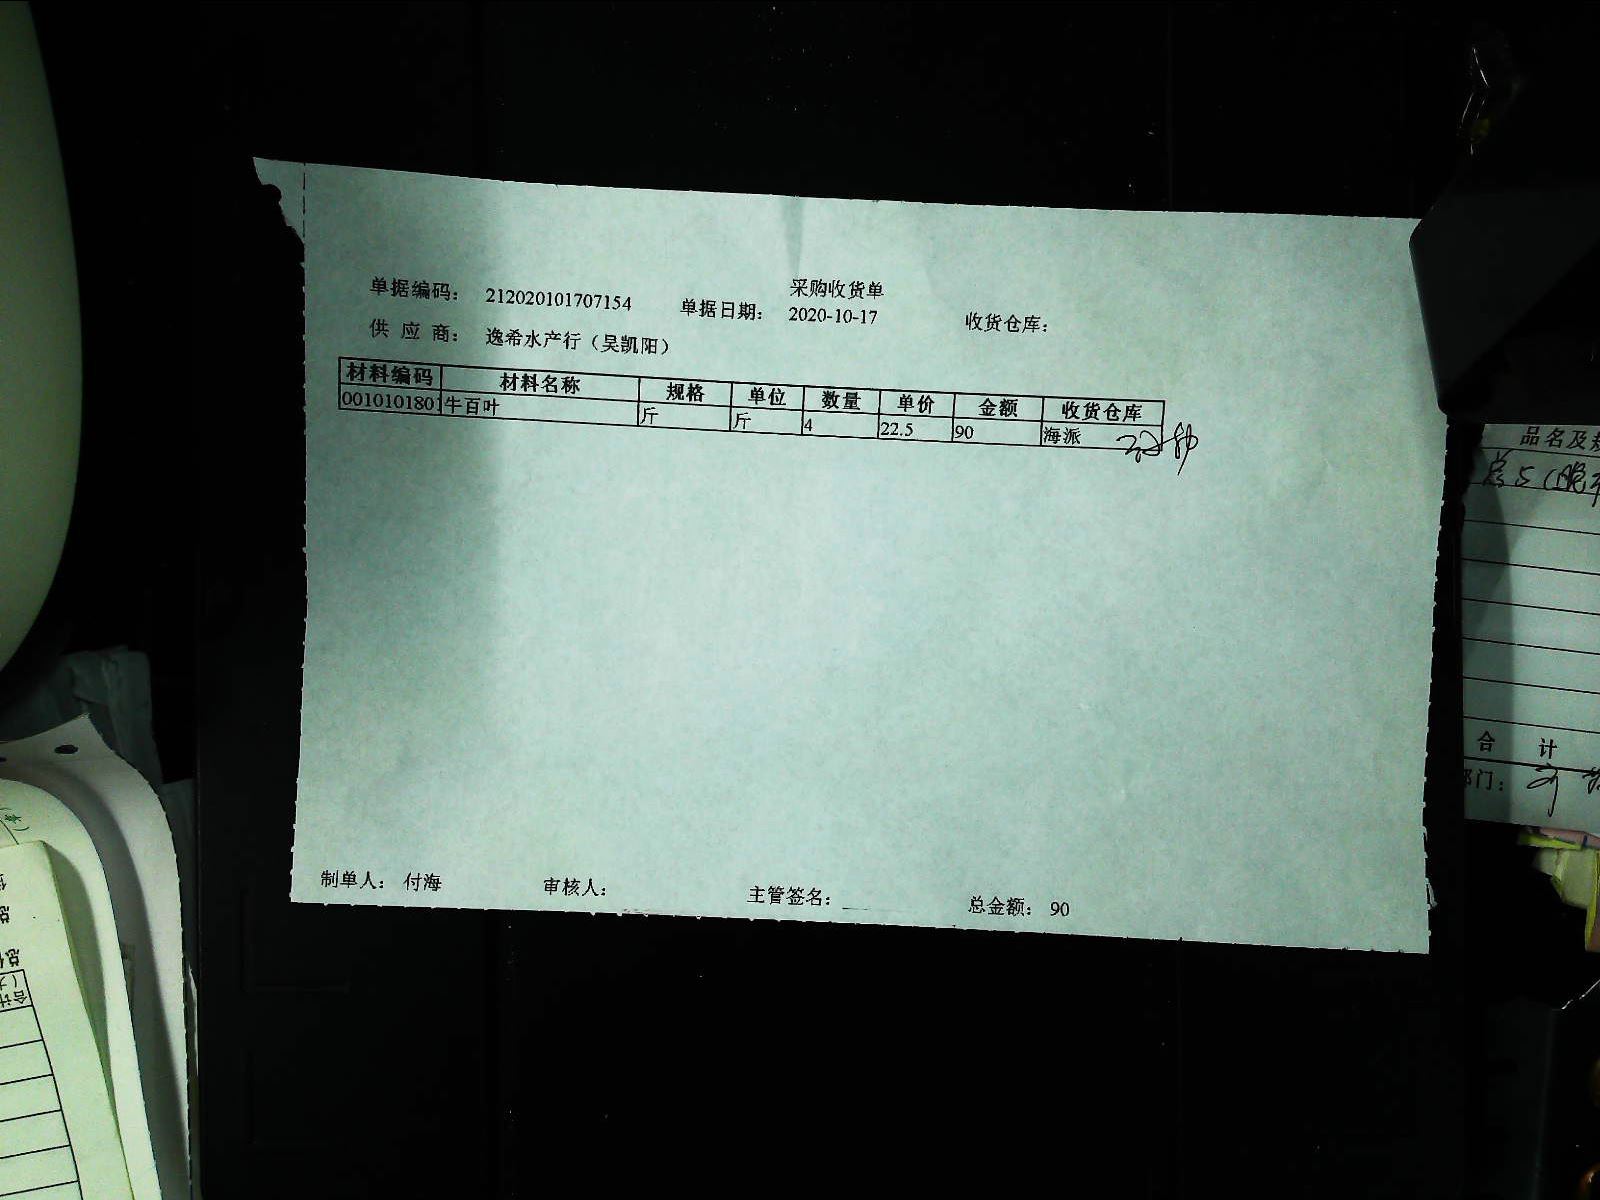 采购收货单
单据编码： 212020101707154 单据日期： 2020-10-17 收货仓库：
供 应 商： 逸希水产行（吴凯阳）
材料编码 材料名称 规格 单位 数量 单价 金额 收货仓库
001010180 牛百叶 斤 斤 4 22.5 90 海派
制单人： 付海 审核人： 主管签名： 总金额： 90
品名及
合 计
门：